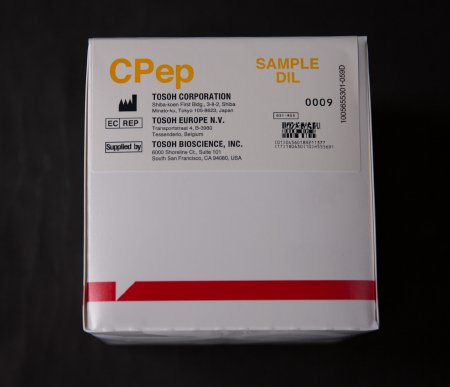 CPep
SAMPLE
DIL
TOSOH CORPORATION
Shiba-koen First Bldg., 3-8-2, Shiba
Minato-ku, Tokyo 105-8623, Japan
0009
EC REP
TOSOH EUROPE N.V.
Transportstraat 4, B-3980
Tessenderlo, Belgium
Supplied by
TOSOH BIOSCIENCE, INC.
6000 Shoreline Ct., Suite 101
South San Francisco, CA 94080, USA